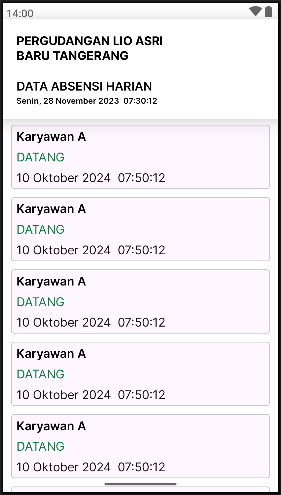 14:00
PERGUDANGAN LIO ASRI
BARU TANGERANG
DATA ABSENSI HARIAN
Senin, 28 November 2023 07:30:12
Karyawan A
DATANG
10 Oktober 2024 07:50:12
Karyawan A
DATANG
10 Oktober 2024 07:50:12
Karyawan A
DATANG
10 Oktober 2024 07:50:12
Karyawan A
DATANG
10 Oktober 2024 07:50:12
Karyawan A
DATANG
10 Oktober 2024 07:50:12